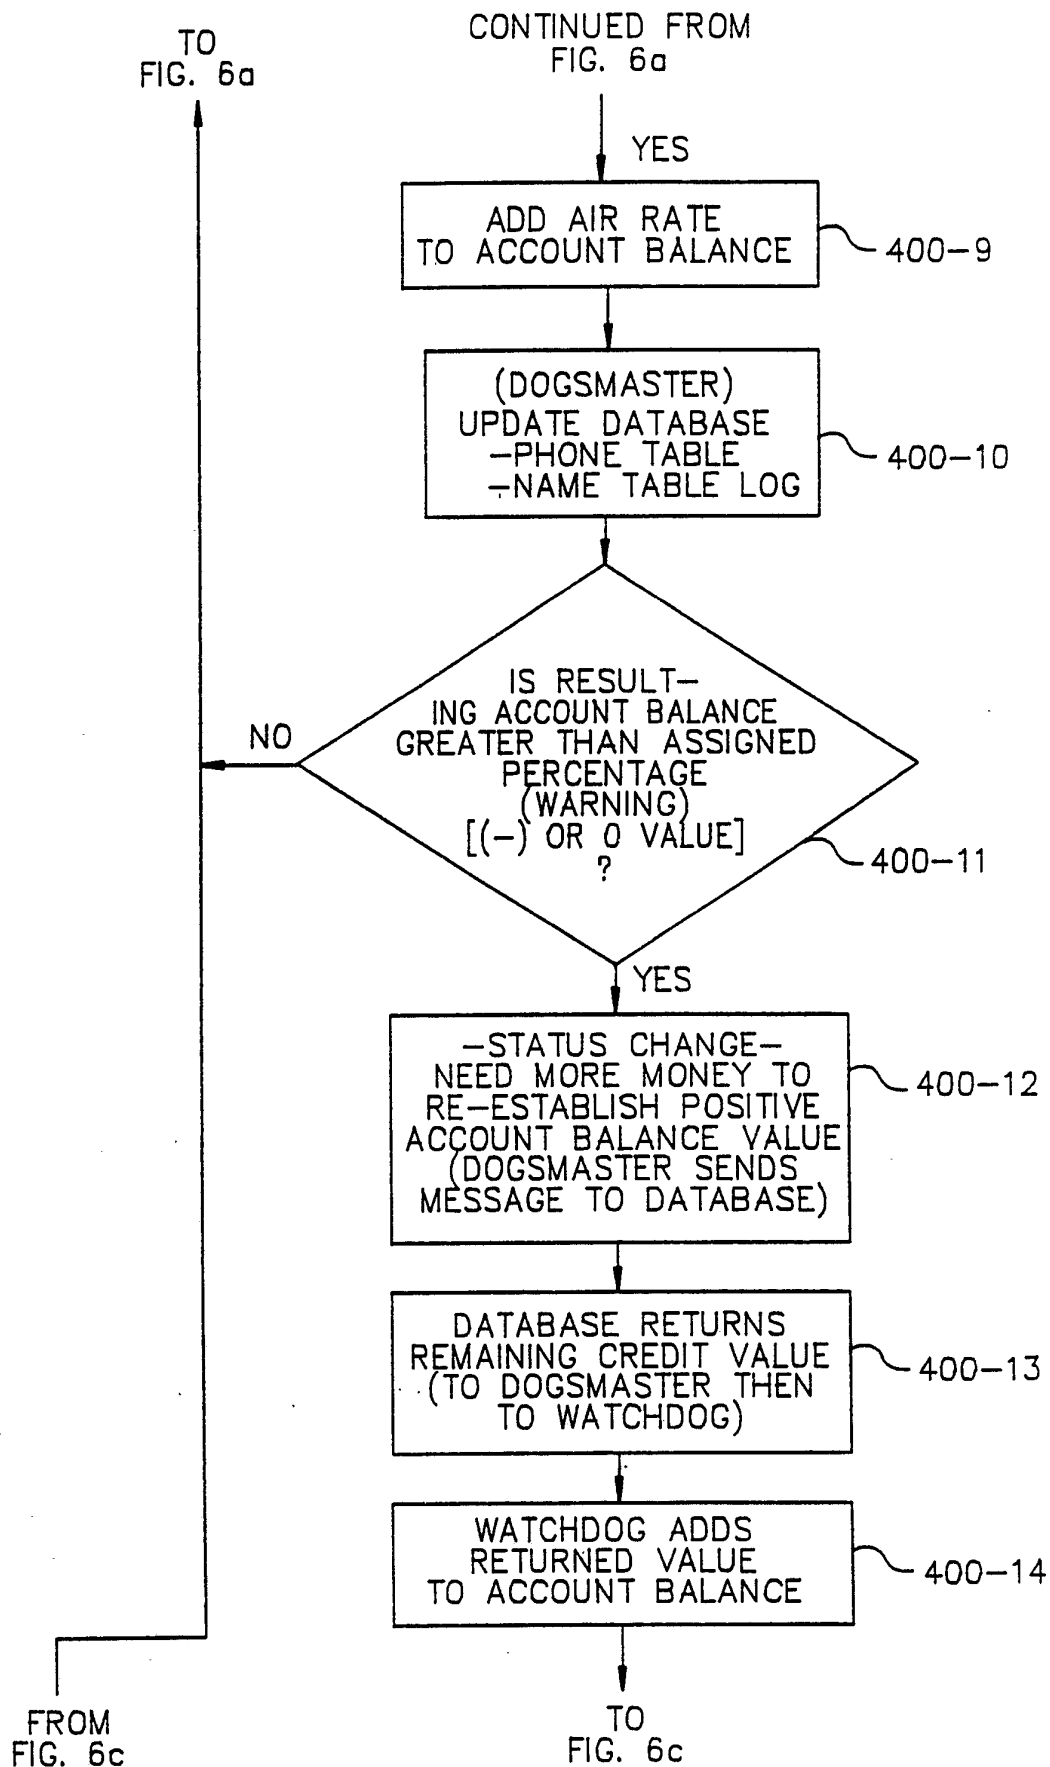 TO
FIG. 6a
CONTINUED FROM
FIG. 6a
YES
ADD AIR RATE
TO ACCOUNT BALANCE
400-9
(DOGSMASTER)
UPDATE DATABASE
-PHONE TABLE
-NAME TABLE LOG
400-10
IS RESULT-
ING ACCOUNT BALANCE
GREATER THAN ASSIGNED
PERCENTAGE
(WARNING)
[(-) OR 0 VALUE]
?
400-11
NO
YES
-STATUS CHANGE-
NEED MORE MONEY TO
RE-ESTABLISH POSITIVE
ACCOUNT BALANCE VALUE
(DOGSMASTER SENDS
MESSAGE TO DATABASE)
400-12
DATABASE RETURNS
REMAINING CREDIT VALUE
(TO DOGSMASTER THEN
TO WATCHDOG)
400-13
WATCHDOG ADDS
RETURNED VALUE
TO ACCOUNT BALANCE
400-14
FROM
FIG. 6c
TO
FIG. 6c